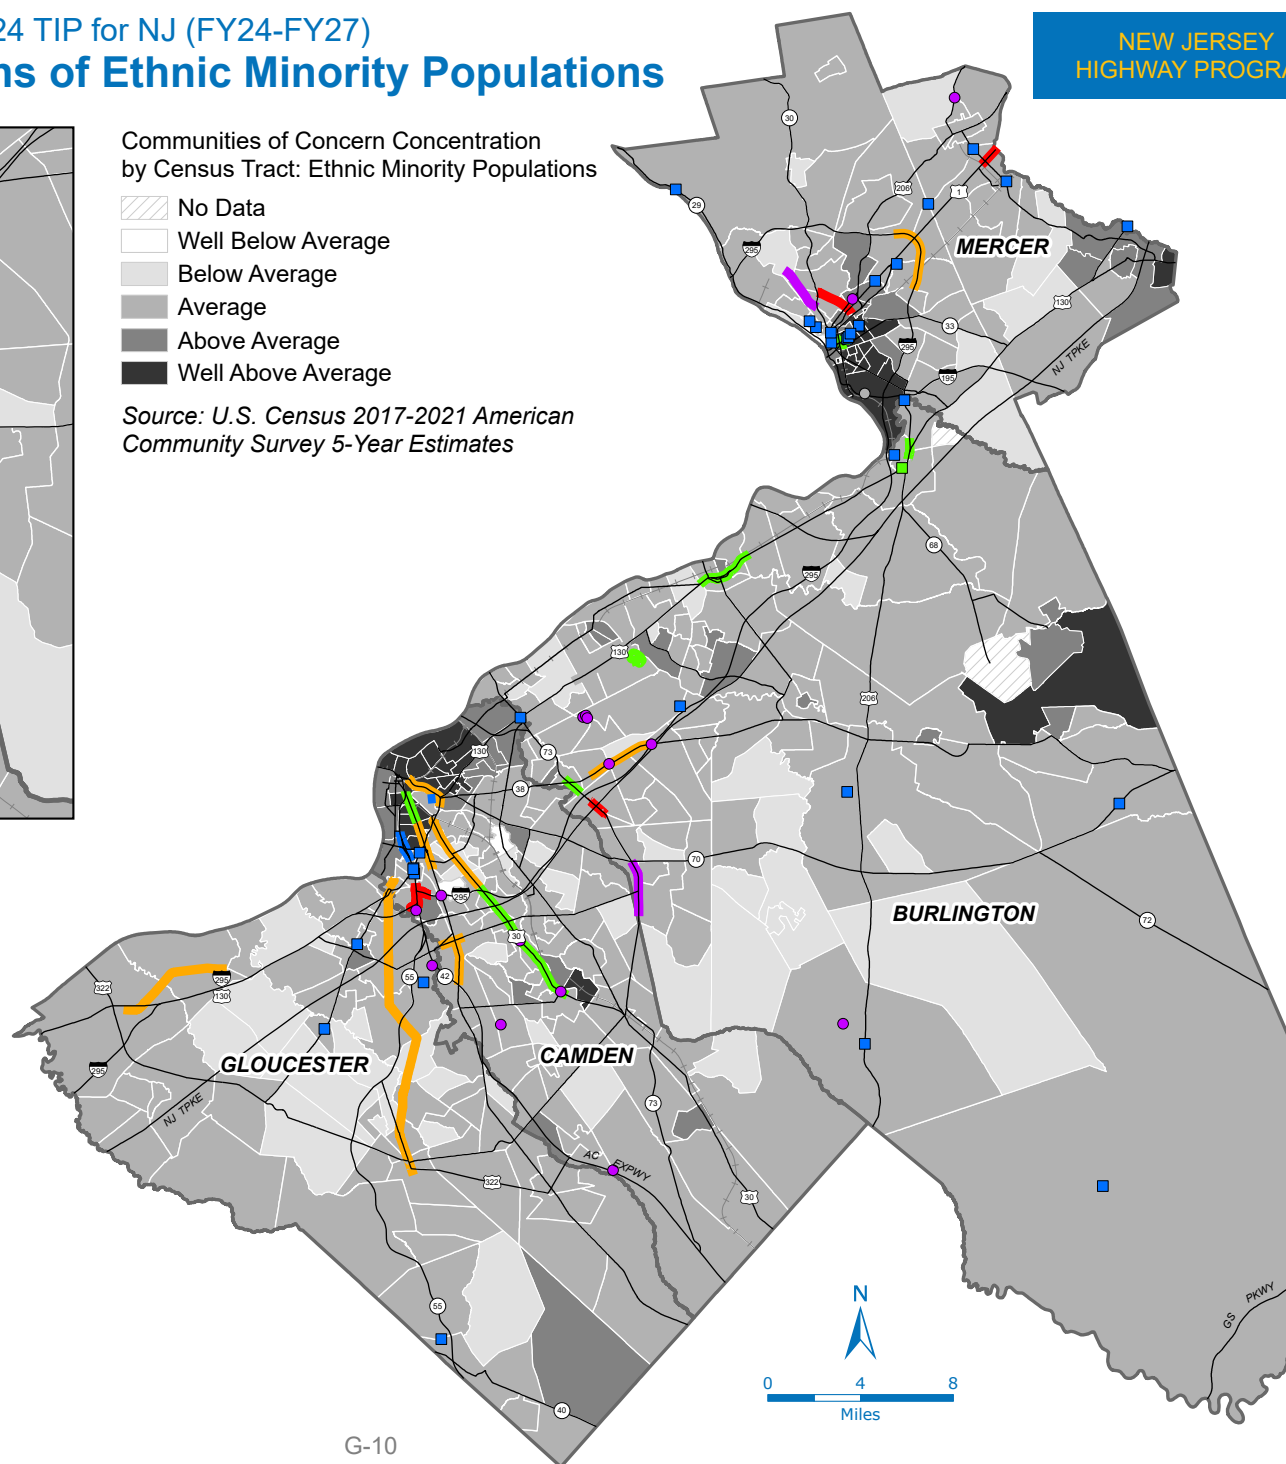 24 TIP for NJ (FY24-FY27)
ns of Ethnic Minority Populations
NEW JERSEY
HIGHWAY PROGRA
Communities of Concern Concentration
by Census Tract: Ethnic Minority Populations
No Data
Well Below Average
Below Average
Average
Above Average
Well Above Average
Source: U.S. Census 2017-2021 American
Community Survey 5-Year Estimates
30
206
1
29
295
MERCER
130
33
295
NJ TPKE
195
68
295
130
206
130
73
38
70
295
BURLINGTON
72
30
55
42
322
295
130
295
GLOUCESTER
CAMDEN
NJ TPKE
73
AC EXPWY
322
30
55
40
GS PKWY
N
0 4 8
Miles
G-10